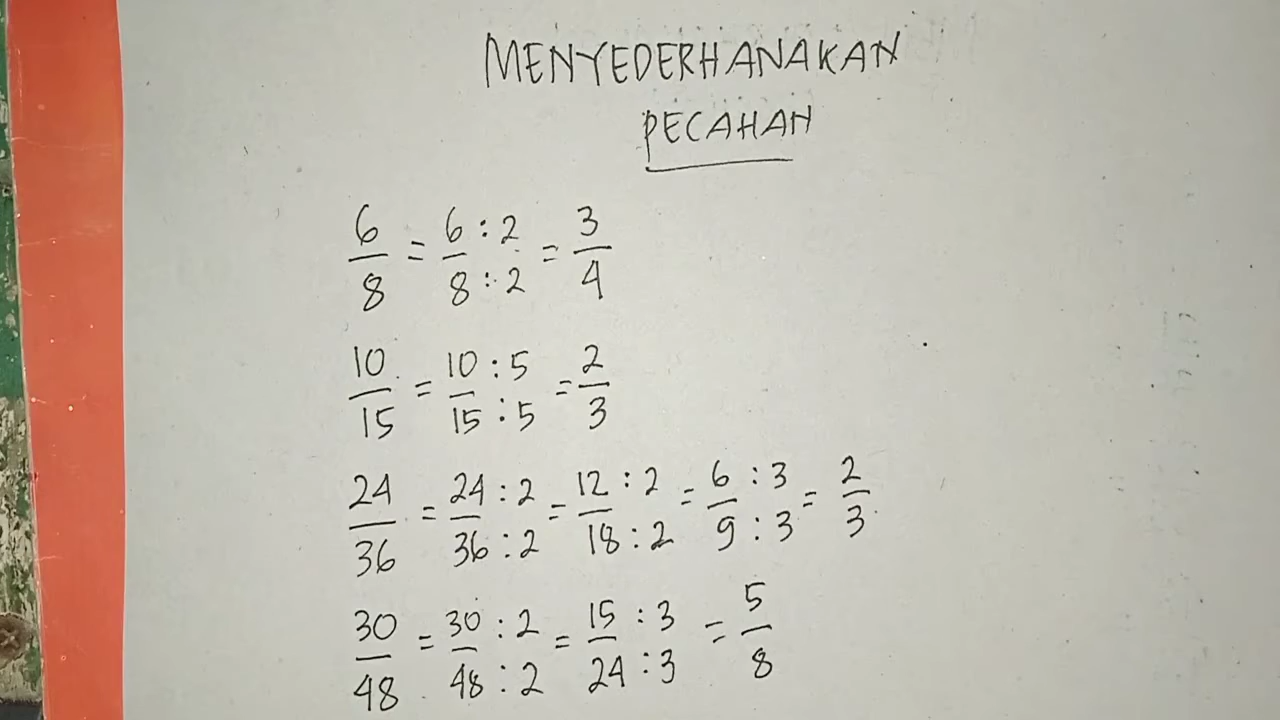 MENYEDERHANAKAN
PECAHAN
6/8 = 6 : 2 / 8 : 2 = 3/4
10/15 = 10 : 5 / 15 : 5 = 2/3
24/36 = 24 : 2 / 36 : 2 = 12 : 2 / 18 : 2 = 6 : 3 / 9 : 3 = 2/3
30/48 = 30 : 2 / 48 : 2 = 15 : 3 / 24 : 3 = 5/8